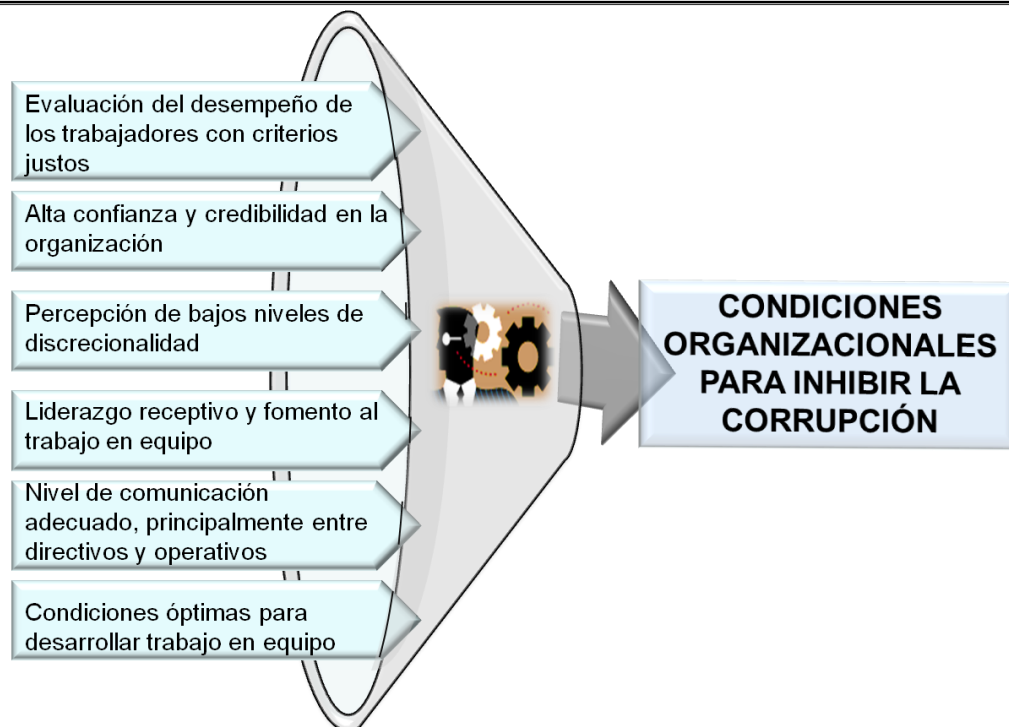 Evaluación del desempeño de
los trabajadores con criterios
justos
Alta confianza y credibilidad en la
organización
Percepción de bajos niveles de
discrecionalidad
Liderazgo receptivo y fomento al
trabajo en equipo
Nivel de comunicación
adecuado, principalmente entre
directivos y operativos
Condiciones óptimas para
desarrollar trabajo en equipo
CONDICIONES
ORGANIZACIONALES
PARA INHIBIR LA
CORRUPCIÓN